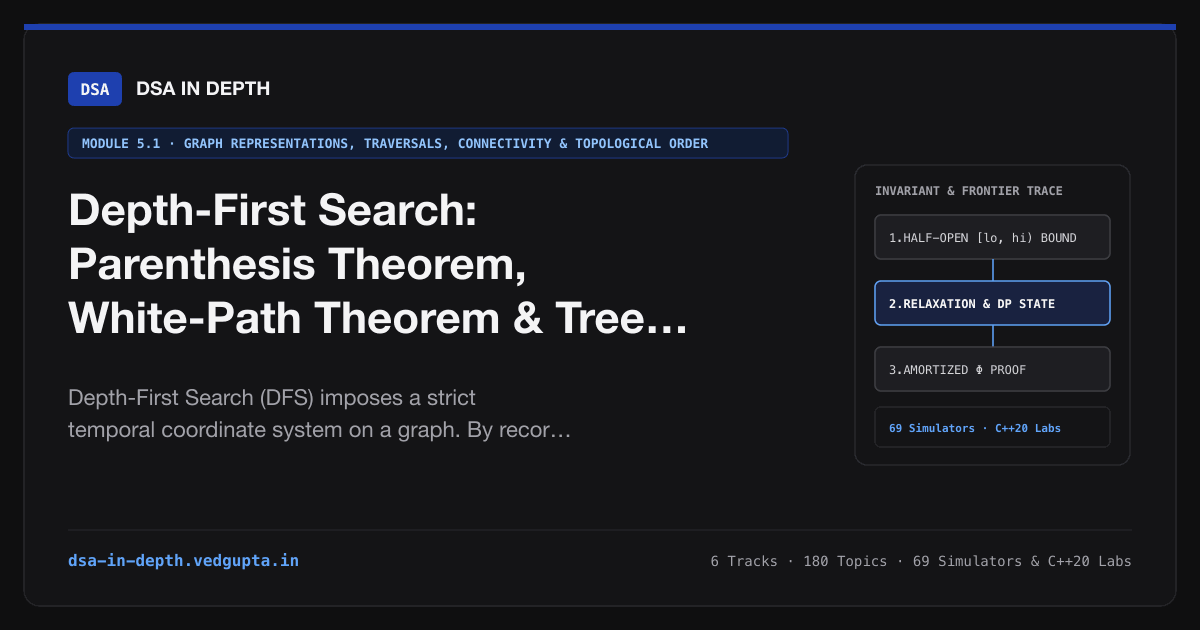 DSA
DSA IN DEPTH
MODULE 5.1 · GRAPH REPRESENTATIONS, TRAVERSALS, CONNECTIVITY & TOPOLOGICAL ORDER
Depth-First Search:
Parenthesis Theorem,
White-Path Theorem & Tree…
Depth-First Search (DFS) imposes a strict
temporal coordinate system on a graph. By recor…
INVARIANT & FRONTIER TRACE
1.HALF-OPEN [lo, hi) BOUND
2.RELAXATION & DP STATE
3.AMORTIZED Φ PROOF
69 Simulators · C++20 Labs
dsa-in-depth.vedgupta.in
6 Tracks · 180 Topics · 69 Simulators & C++20 Labs